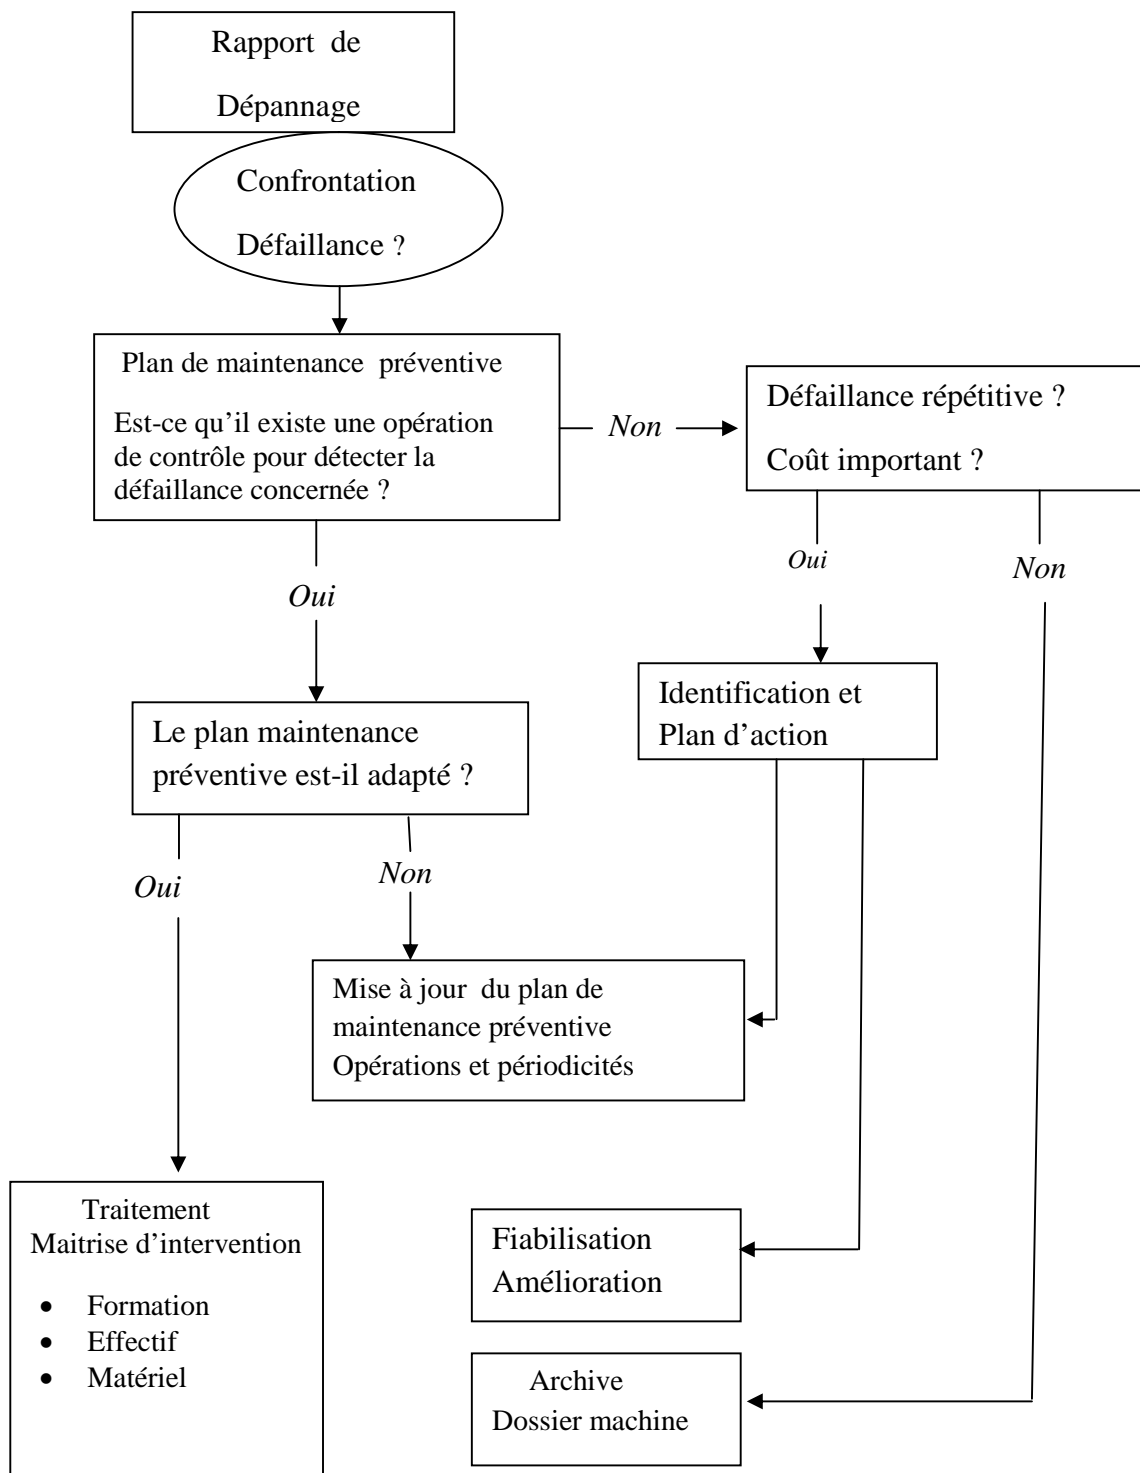 Rapport de
Dépannage
Confrontation
Défaillance ?
Plan de maintenance préventive
Est-ce qu’il existe une opération
de contrôle pour détecter la
défaillance concernée ?
Non
Défaillance répétitive ?
Coût important ?
Oui
Non
Oui
Identification et
Plan d’action
Le plan maintenance
préventive est-il adapté ?
Oui
Non
Mise à jour du plan de
maintenance préventive
Opérations et périodicités
Traitement
Maitrise d’intervention
• Formation
• Effectif
• Matériel
Fiabilisation
Amélioration
Archive
Dossier machine